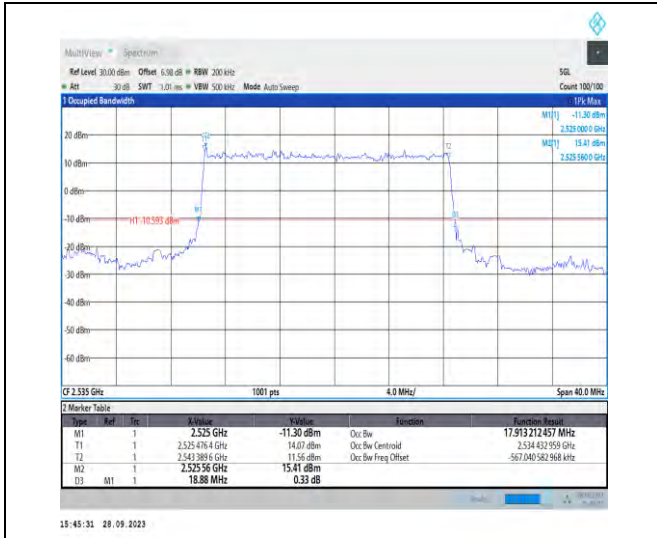 MultiView Spectrum
Ref Level 30.00 dBm Offset 6.98 dB RBW 200 kHz SGL
Att 30 dB SWT 1.01 ms VBW 500 kHz Mode Auto Sweep Count 100/100
1 Occupied Bandwidth 1Pk Max
M1[1] -11.30 dBm
2.525 000 0 GHz
M2[1] 15.41 dBm
2.525 560 0 GHz
20 dBm
T2
10 dBm
0 dBm
M1
-10 dBm
H1 -10.593 dBm
D3
-20 dBm
-30 dBm
-40 dBm
-50 dBm
-60 dBm
CF 2.535 GHz 1001 pts 4.0 MHz/ Span 40.0 MHz
2 Marker Table
Type Ref Trc X-Value Y-Value Function Function Result
M1 1 2.525 GHz -11.30 dBm Occ Bw 17.913 212 457 MHz
T1 1 2.525 476 4 GHz 14.07 dBm Occ Bw Centroid 2.534 432 959 GHz
T2 1 2.543 389 6 GHz 11.56 dBm Occ Bw Freq Offset -567.040 582 968 kHz
M2 1 2.525 56 GHz 15.41 dBm
D3 M1 1 18.88 MHz 0.33 dB
15:45:31 28.09.2023